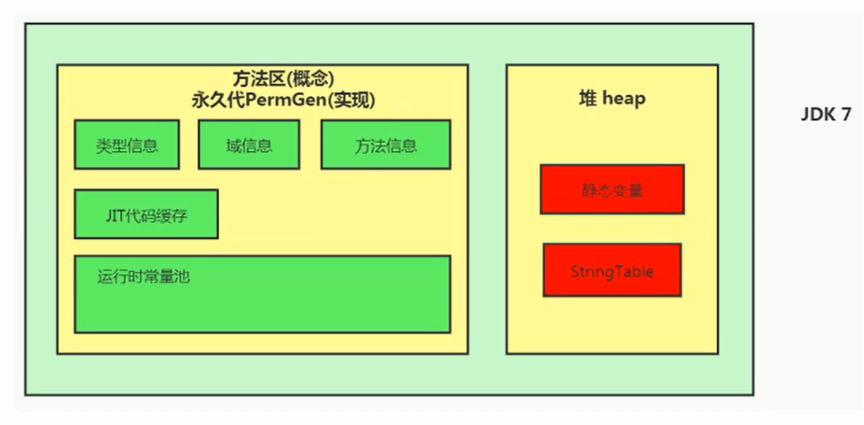 方法区(概念)
永久代PermGen(实现)
类型信息
域信息
方法信息
JIT代码缓存
运行时常量池
堆 heap
静态变量
StringTable
JDK 7